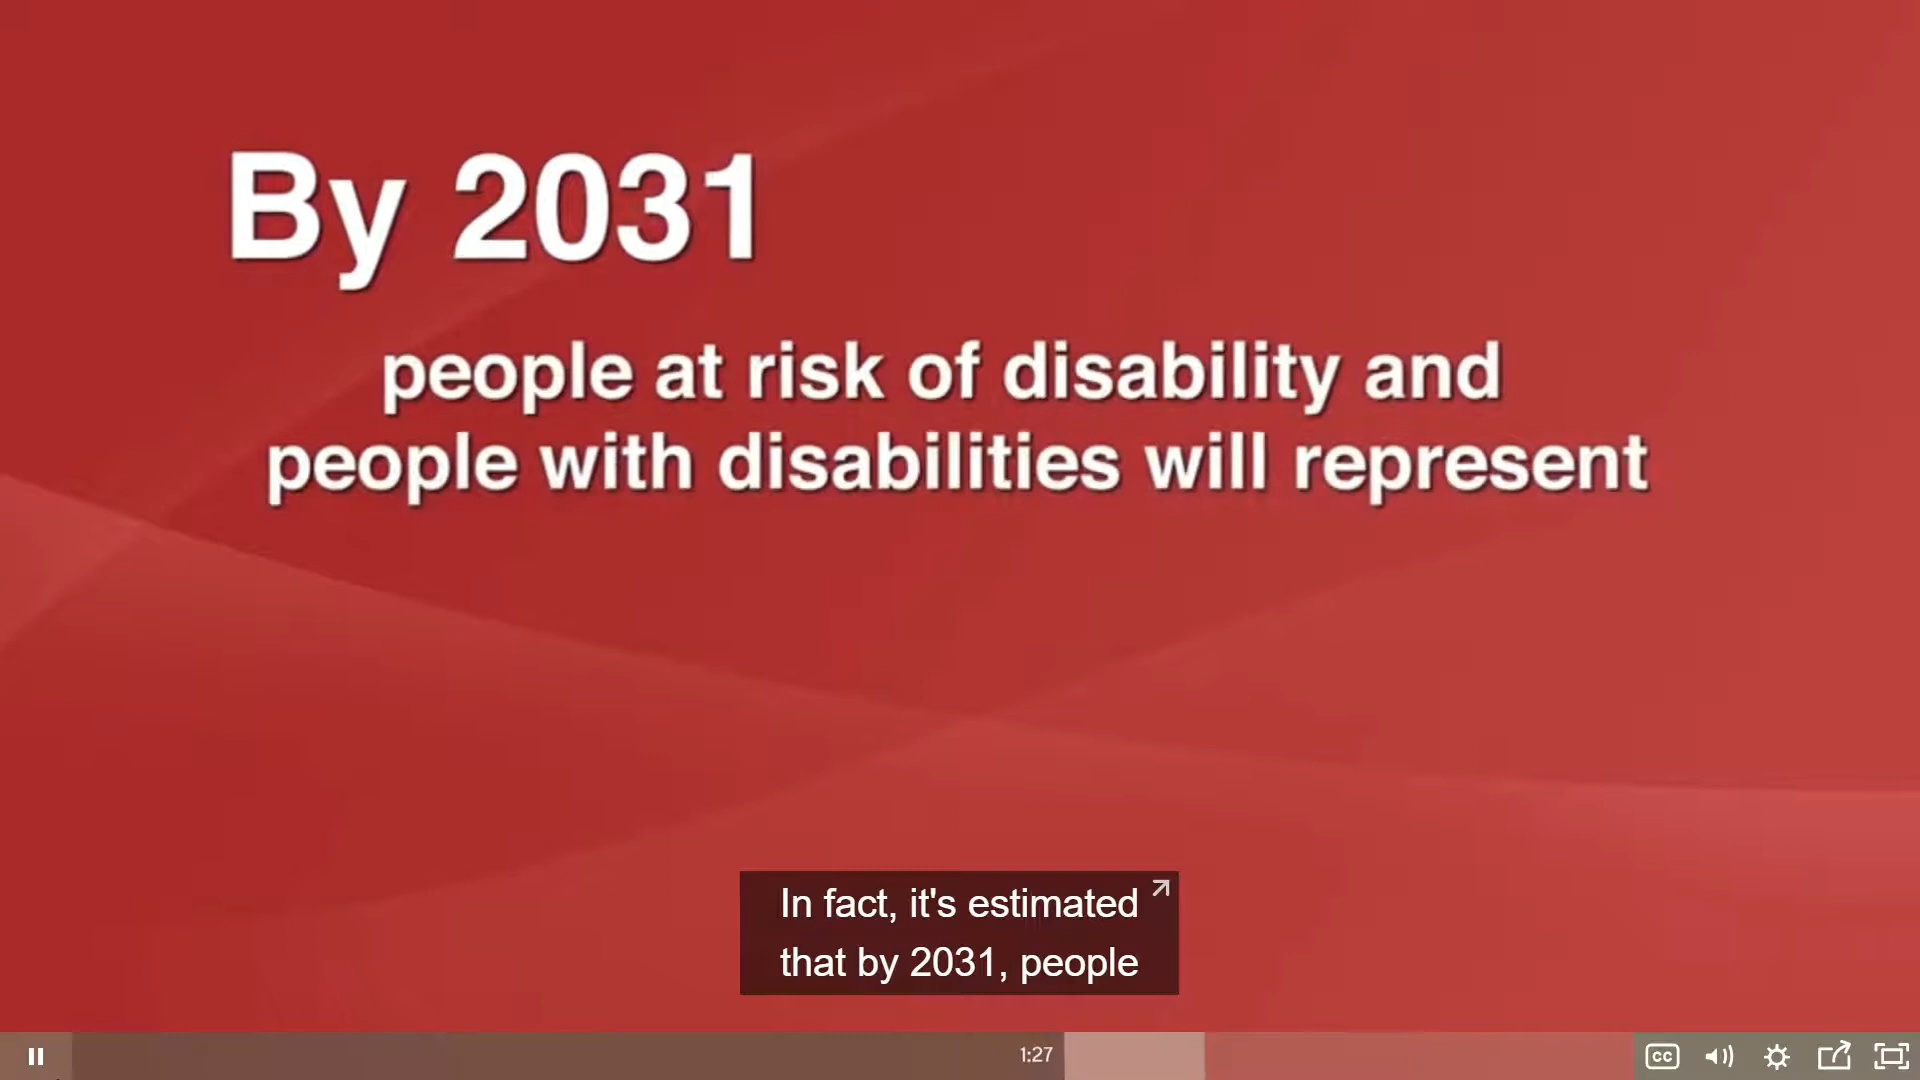 By 2031
people at risk of disability and
people with disabilities will represent
In fact, it's estimated
that by 2031, people
1:27
CC